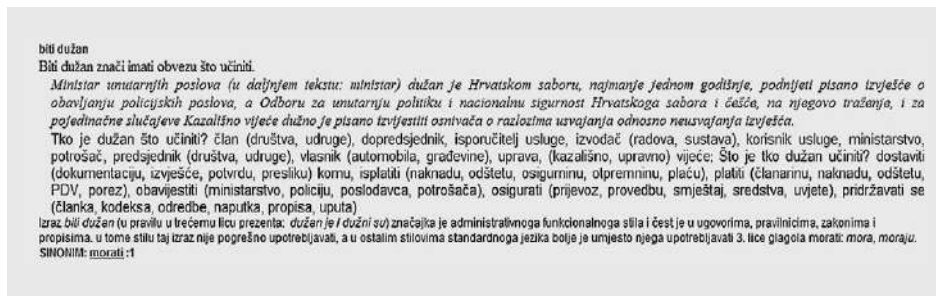 biti dužan
Biti dužan znači imati obvezu što učiniti.
Ministar unutarnjih poslova (u daljnjem tekstu: ministar) dužan je Hrvatskom saboru, najmanje jednom godišnje, podnijeti pisano izvješće o
obavljanju policijskih poslova, a Odboru za unutarnju politiku i nacionalnu sigurnost Hrvatskoga sabora i češće, na njegovo traženje, i za
pojedinačne slučajeve Kazališno vijeće dužno je pisano izvijestiti osnivača o razlozima usvajanja odnosno neusvajanja izvješća.
Tko je dužan što učiniti? član (društva, udruge), dopredsjednik, isporučitelj usluge, izvođač (radova, sustava), korisnik usluge, ministarstvo,
potrošač, predsjednik (društva, udruge), vlasnik (automobila, građevine), uprava, (kazališno, upravno) vijeće; Što je tko dužan učiniti? dostaviti
(dokumentaciju, izvješće, potvrdu, presliku) komu, isplatiti (naknadu, odštetu, osigurninu, otpremninu, plaću), platiti (članarinu, naknadu, odštetu,
PDV, porez), obavijestiti (ministarstvo, policiju, poslodavca, potrošača), osigurati (prijevoz, provedbu, smještaj, sredstva, uvjete), pridržavati se
(članka, kodeksa, odredbe, naputka, propisa, uputa)
Izraz biti dužan (u pravilu u trećemu licu prezenta: dužan je i dužni su) značajka je administrativnoga funkcionalnoga stila i čest je u ugovorima, pravilnicima, zakonima i
propisima. u tome stilu taj izraz nije pogrešno upotrebljavati, a u ostalim stilovima standardnoga jezika bolje je umjesto njega upotrebljavati 3. lice glagola morati: mora, moraju.
SINONIM: morati :1